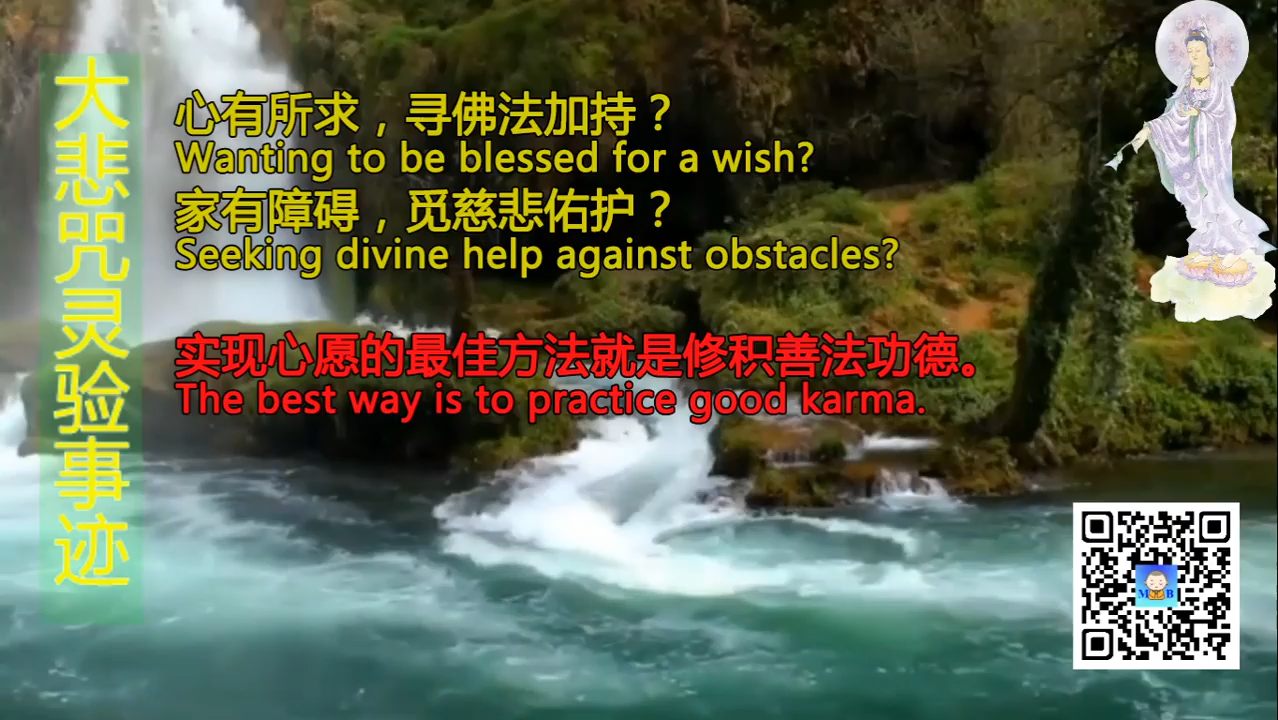 大悲咒灵验事迹
心有所求，寻佛法加持？
Wanting to be blessed for a wish?
家有障碍，觅慈悲佑护？
Seeking divine help against obstacles?
实现心愿的最佳方法就是修积善法功德。
The best way is to practice good karma.
M B